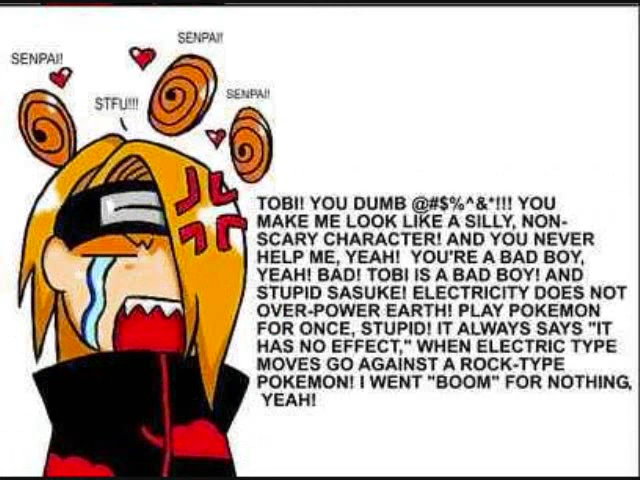 SENPAI!
SENPAI!
STFU!!!
SENPAI!
TOBI! YOU DUMB @#$%^&*!!! YOU
MAKE ME LOOK LIKE A SILLY, NON-
SCARY CHARACTER! AND YOU NEVER
HELP ME, YEAH! YOU'RE A BAD BOY,
YEAH! BAD! TOBI IS A BAD BOY! AND
STUPID SASUKE! ELECTRICITY DOES NOT
OVER-POWER EARTH! PLAY POKEMON
FOR ONCE, STUPID! IT ALWAYS SAYS "IT
HAS NO EFFECT," WHEN ELECTRIC TYPE
MOVES GO AGAINST A ROCK-TYPE
POKEMON! I WENT "BOOM" FOR NOTHING,
YEAH!